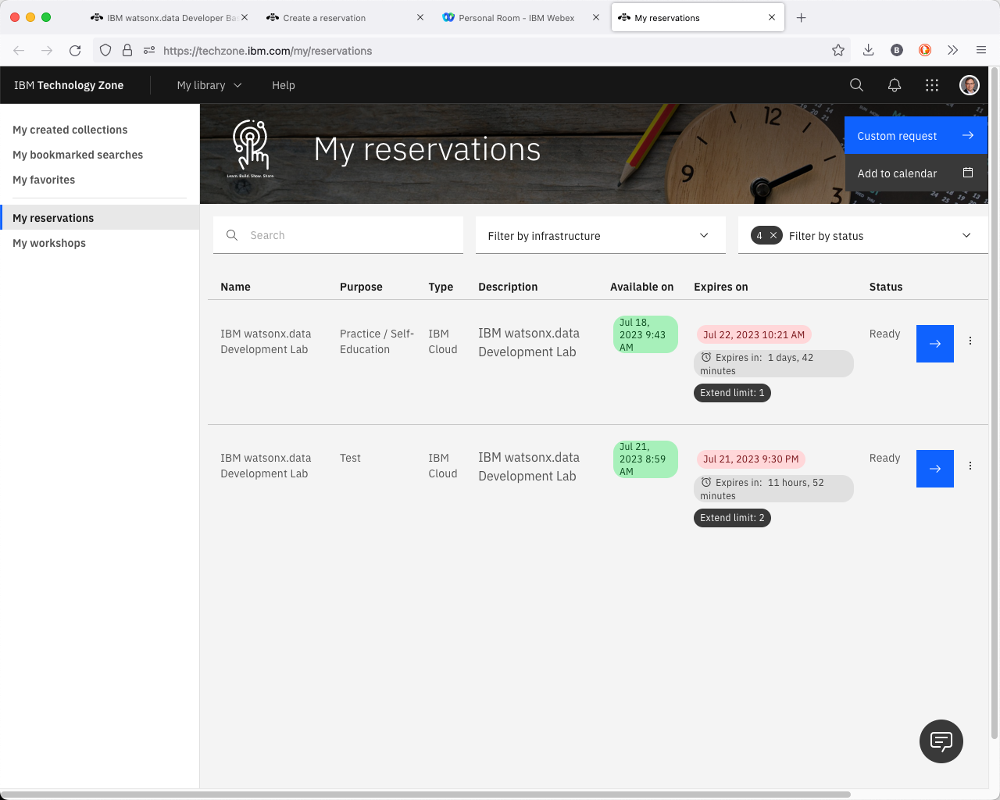 IBM watsonx.data Developer Ba
Create a reservation
Personal Room – IBM Webex
My reservations
https://techzone.ibm.com/my/reservations
B
IBM Technology Zone
My library
Help
My created collections
My bookmarked searches
My favorites
My reservations
My workshops
Learn. Build. Show. Share.
My reservations
12
9
3
Custom request
Add to calendar
Search
Filter by infrastructure
4 Filter by status
Name Purpose Type Description Available on Expires on Status
IBM watsonx.data
Development Lab
Practice / Self-
Education
IBM
Cloud
IBM watsonx.data
Development Lab
Jul 18,
2023 9:43
AM
Jul 22, 2023 10:21 AM
Expires in: 1 days, 42
minutes
Extend limit: 1
Ready
IBM watsonx.data
Development Lab
Test
IBM
Cloud
IBM watsonx.data
Development Lab
Jul 21,
2023 8:59
AM
Jul 21, 2023 9:30 PM
Expires in: 11 hours, 52
minutes
Extend limit: 2
Ready